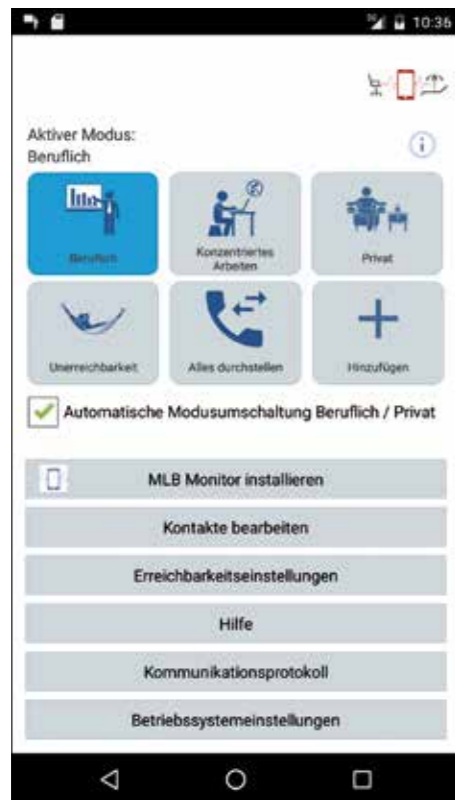 10:36
Aktiver Modus:
Beruflich
Beruflich
Konzentriertes
Arbeiten
Privat
Unerreichbarkeit
Alles durchstellen
Hinzufügen
Automatische Modusumschaltung Beruflich / Privat
MLB Monitor installieren
Kontakte bearbeiten
Erreichbarkeitseinstellungen
Hilfe
Kommunikationsprotokoll
Betriebssystemeinstellungen